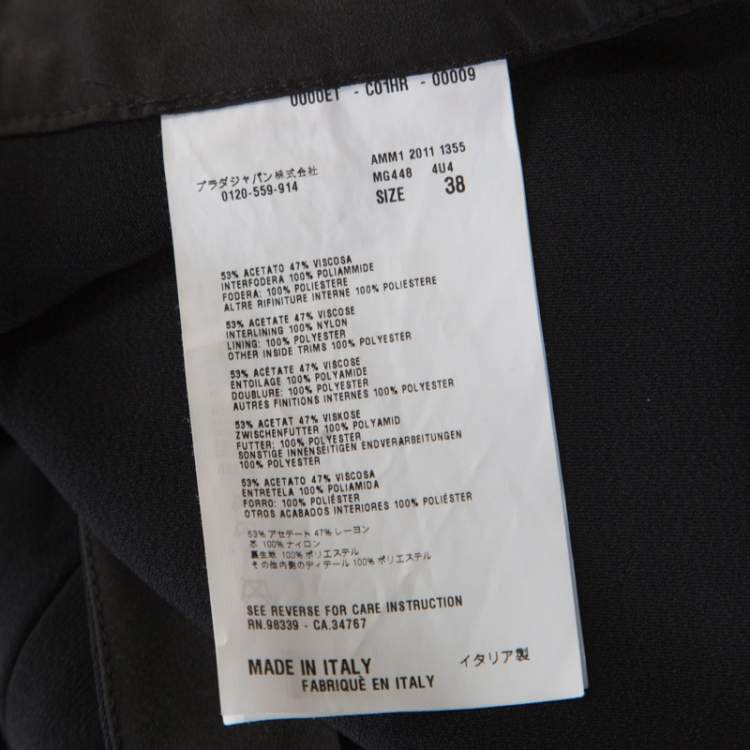 0000ET - C01HR - 00009
プラダジャパン株式会社
0120-559-914
AMM1 2011 1355
MG448 4U4
SIZE 38
53% ACETATO 47% VISCOSA
INTERFODERA 100% POLIAMMIDE
FODERA: 100% POLIESTERE
ALTRE RIFINITURE INTERNE 100% POLIESTERE
53% ACETATE 47% VISCOSE
INTERLINING 100% NYLON
LINING: 100% POLYESTER
OTHER INSIDE TRIMS 100% POLYESTER
53% ACÉTATE 47% VISCOSE
ENTOILAGE 100% POLYAMIDE
DOUBLURE: 100% POLYESTER
AUTRES FINITIONS INTERNES 100% POLYESTER
53% ACETAT 47% VISKOSE
ZWISCHENFUTTER 100% POLYAMID
FUTTER: 100% POLYESTER
SONSTIGE INNENSEITIGEN ENDVERARBEITUNGEN
100% POLYESTER
53% ACETATO 47% VISCOSA
ENTRETELA 100% POLIAMIDA
FORRO: 100% POLIÉSTER
OTROS ACABADOS INTERIORES 100% POLIÉSTER
53% アセテート 47% レーヨン
芯 100% ナイロン
裏生地 100% ポリエステル
その他内側のディテール 100% ポリエステル
SEE REVERSE FOR CARE INSTRUCTION
RN.98339 - CA.34767
MADE IN ITALY イタリア製
FABRIQUÈ EN ITALY